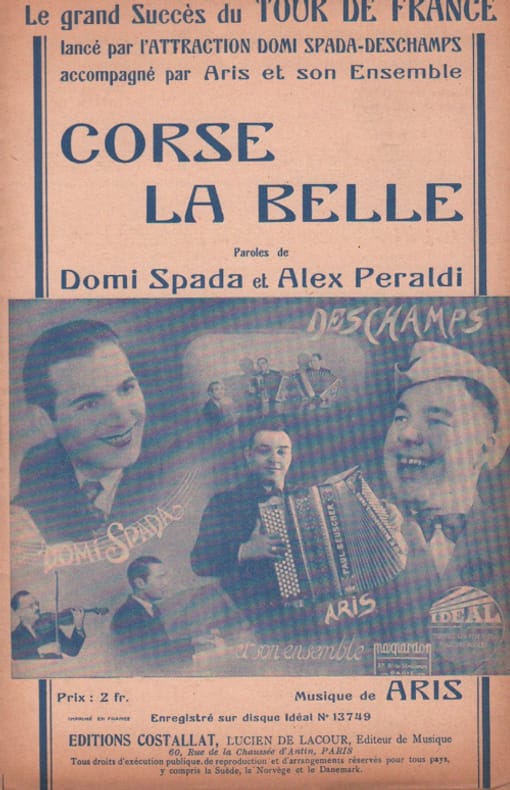 Le grand Succès du TOUR DE FRANCE
lancé par l'ATTRACTION DOMI SPADA-DESCHAMPS
accompagné par Aris et son Ensemble
CORSE
LA BELLE
Paroles de
Domi Spada et Alex Peraldi
DESCHAMPS
DOMI SPADA
PAUL BEUSCHER
ARIS
IDÉAL
et son ensemble
Prix : 2 fr.
Musique de ARIS
IMPRIMÉ EN FRANCE
Enregistré sur disque Idéal No 13749
EDITIONS COSTALLAT, LUCIEN DE LACOUR, Editeur de Musique
60, Rue de la Chaussée d'Antin, PARIS
Tous droits d'exécution publique, de reproduction et d'arrangements réservés pour tous pays,
y compris la Suède, la Norvège et le Danemark.